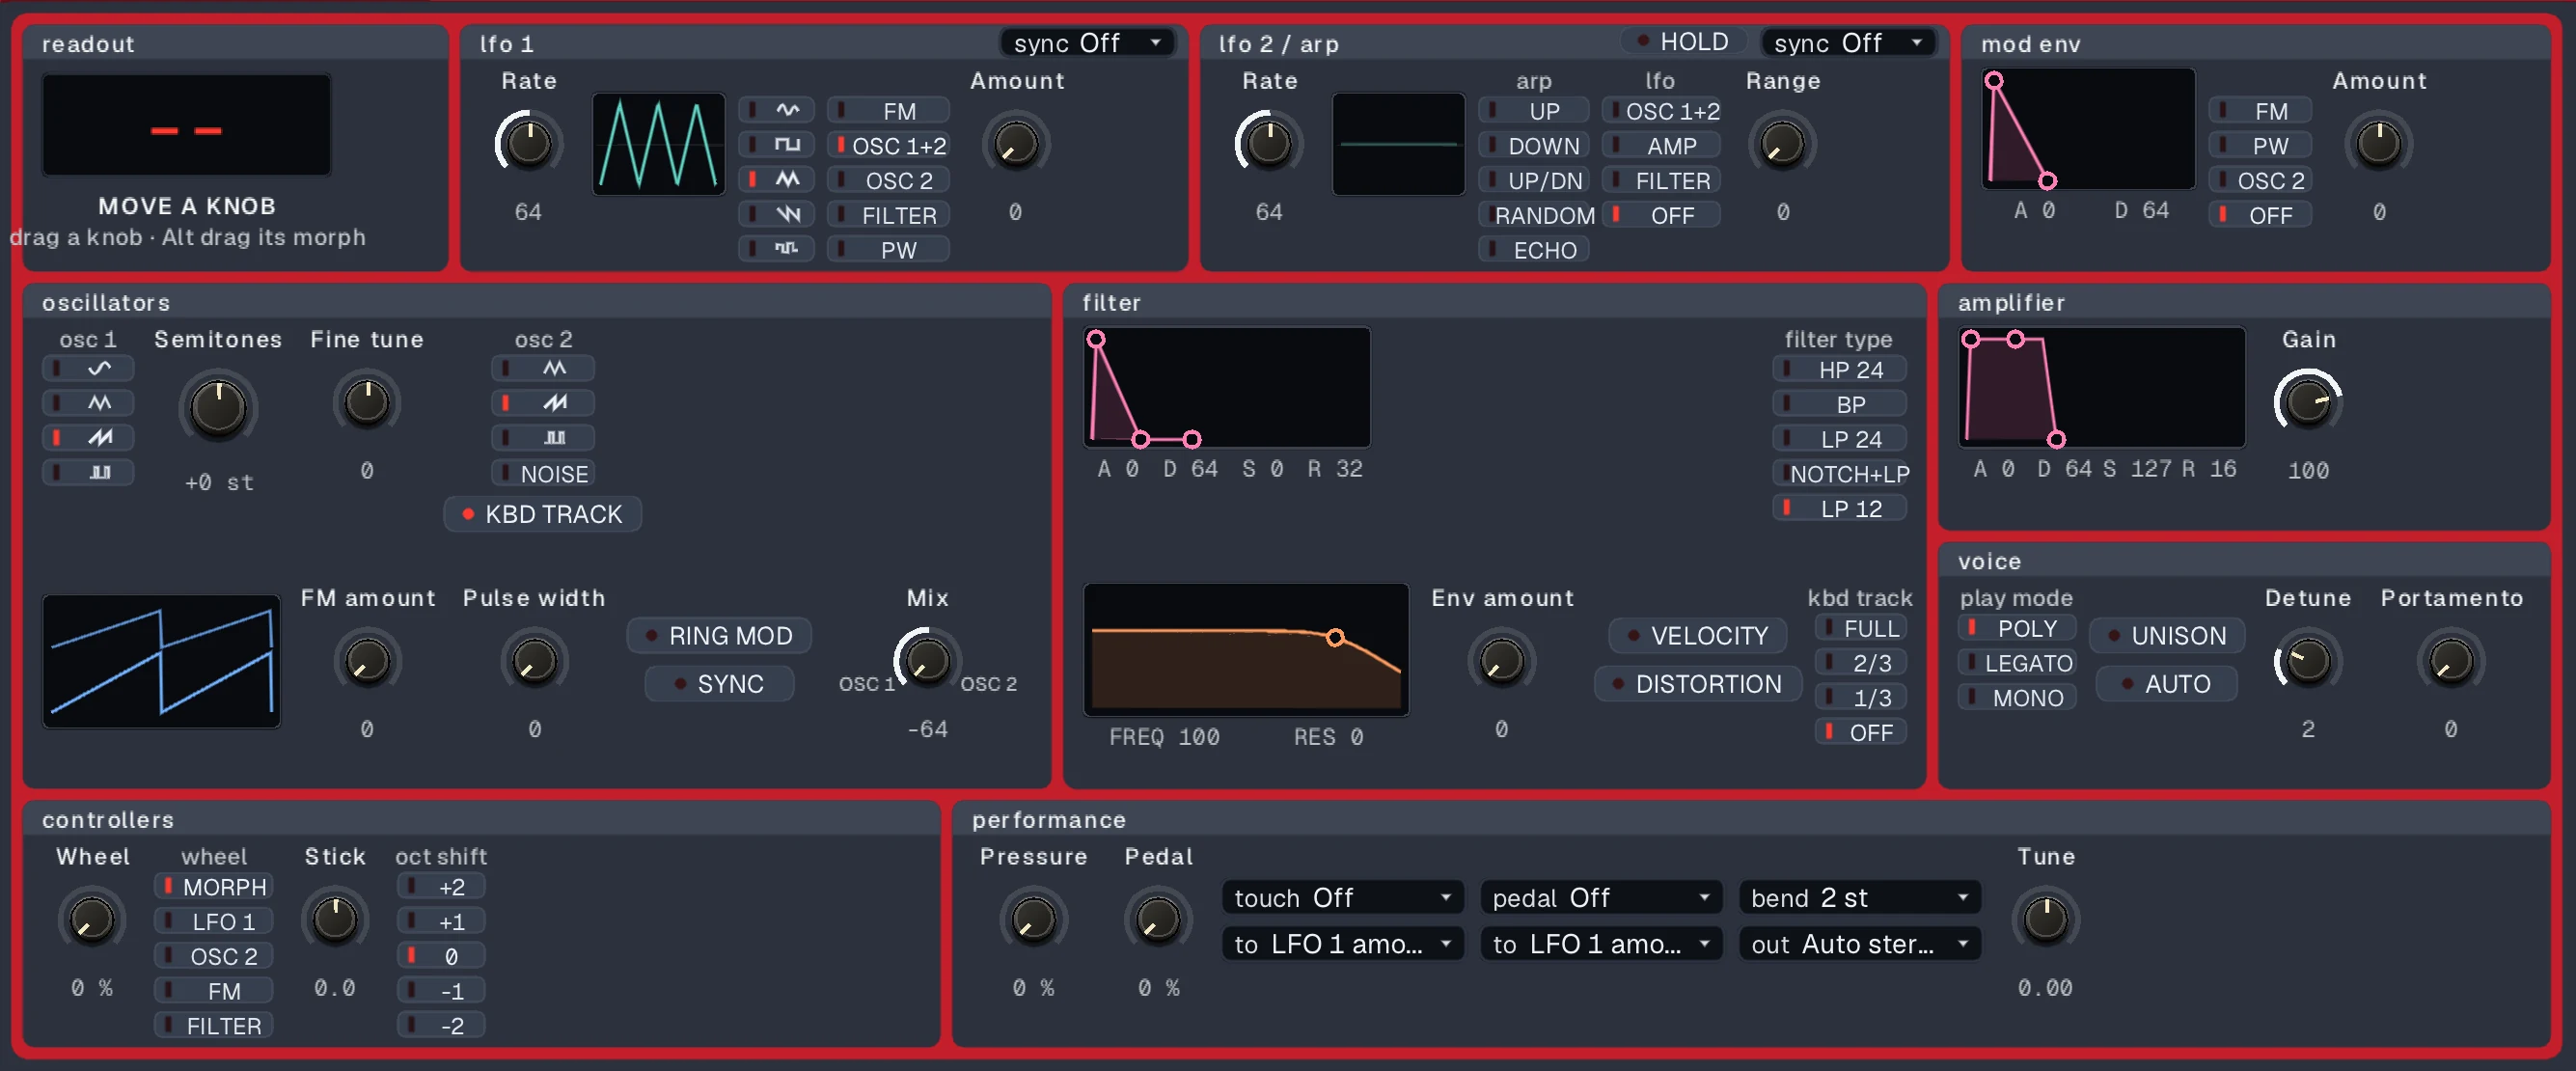 readout
-- 
MOVE A KNOB
drag a knob · Alt drag its morph
lfo 1
sync Off
Rate
64
FM
OSC 1+2
OSC 2
FILTER
PW
Amount
0
lfo 2 / arp
HOLD
sync Off
Rate
64
arp
UP
DOWN
UP/DN
RANDOM
ECHO
lfo
OSC 1+2
AMP
FILTER
OFF
Range
0
mod env
A 0 D 64
FM
PW
OSC 2
OFF
Amount
0
oscillators
osc 1
Semitones
+0 st
Fine tune
0
osc 2
NOISE
KBD TRACK
FM amount
0
Pulse width
0
RING MOD
SYNC
Mix
OSC 1 OSC 2
-64
filter
A 0 D 64 S 0 R 32
filter type
HP 24
BP
LP 24
NOTCH+LP
LP 12
FREQ 100 RES 0
Env amount
0
VELOCITY
DISTORTION
kbd track
FULL
2/3
1/3
OFF
amplifier
A 0 D 64 S 127 R 16
Gain
100
voice
play mode
POLY
LEGATO
MONO
UNISON
AUTO
Detune
2
Portamento
0
controllers
Wheel
0 %
wheel
MORPH
LFO 1
OSC 2
FM
FILTER
Stick
0.0
oct shift
+2
+1
0
-1
-2
performance
Pressure
0 %
Pedal
0 %
touch Off
to LFO 1 amo...
pedal Off
to LFO 1 amo...
bend 2 st
out Auto ster...
Tune
0.00